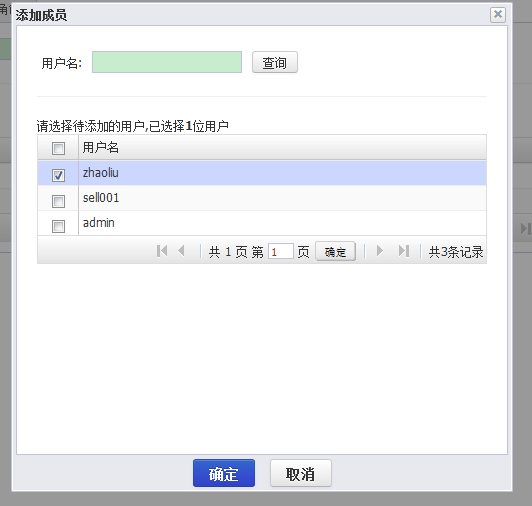 角
添加成员
用户名:
查询
请选择待添加的用户,已选择1位用户
用户名
zhaoliu
sell001
admin
共 1 页 第 1 页 确定 共3条记录
确定 取消